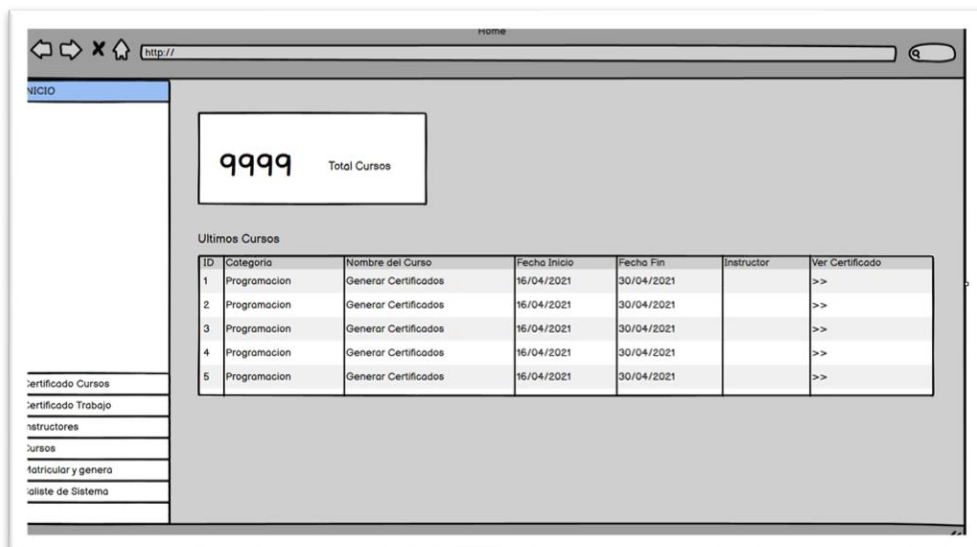 Home
http://
NICIO
9999 Total Cursos
Ultimos Cursos
ID Categoria Nombre del Curso Fecha Inicio Fecha Fin Instructor Ver Certificado
1 Programacion Generar Certificados 16/04/2021 30/04/2021 >>
2 Programacion Generar Certificados 16/04/2021 30/04/2021 >>
3 Programacion Generar Certificados 16/04/2021 30/04/2021 >>
4 Programacion Generar Certificados 16/04/2021 30/04/2021 >>
5 Programacion Generar Certificados 16/04/2021 30/04/2021 >>
Certificado Cursos
Certificado Trabajo
nstructores
Cursos
Matricular y genera
aliste de Sistema